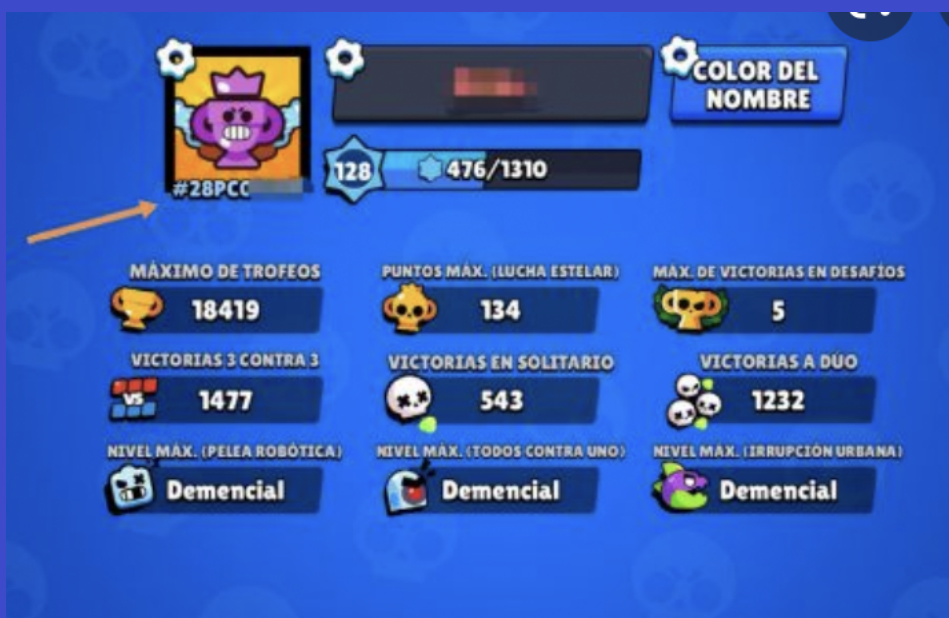 COLOR DEL
NOMBRE
128
476/1310
#28PCC
MÁXIMO DE TROFEOS
PUNTOS MÁX. (LUCHA ESTELAR)
MÁX. DE VICTORIAS EN DESAFÍOS
18419
134
5
VICTORIAS 3 CONTRA 3
VICTORIAS EN SOLITARIO
VICTORIAS A DÚO
VS
1477
543
1232
NIVEL MÁX. (PELEA ROBÓTICA)
NIVEL MÁX. (TODOS CONTRA UNO)
NIVEL MÁX. (IRRUPCIÓN URBANA)
Demencial
Demencial
Demencial